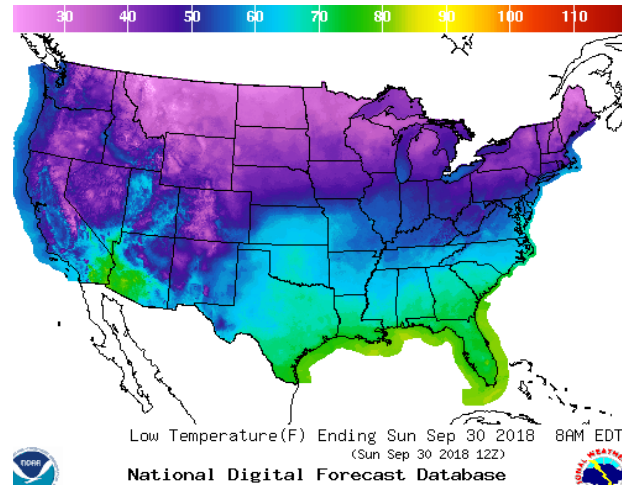 30 40 50 60 70 80 90 100 110
Low Temperature(F) Ending Sun Sep 30 2018 8AM EDT
(Sun Sep 30 2018 12Z)
National Digital Forecast Database
NOAA